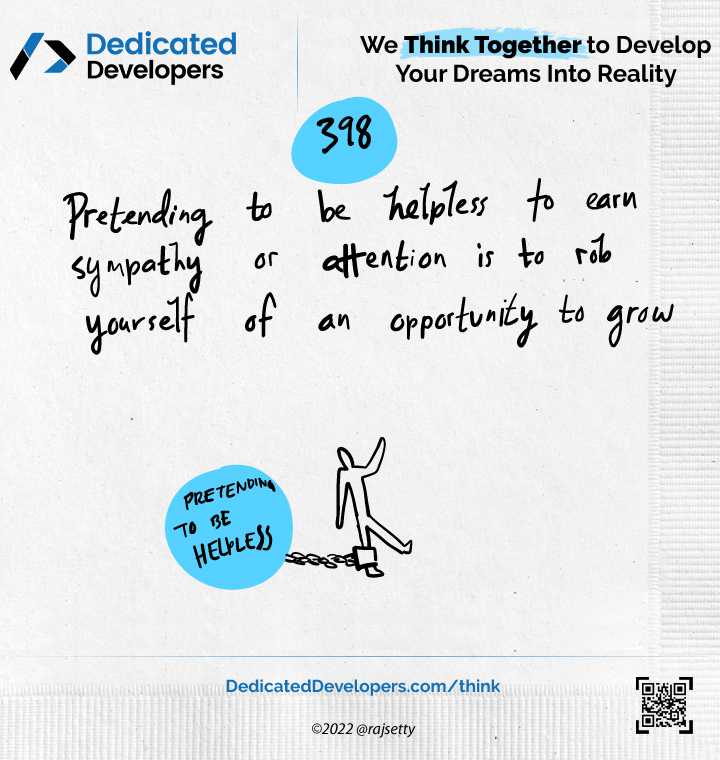 Dedicated
Developers
We Think Together to Develop
Your Dreams Into Reality
398
Pretending to be helpless to earn
sympathy or attention is to rob
yourself of an opportunity to grow
PRETENDING
TO BE
HELPLESS
DedicatedDevelopers.com/think
©2022 @rajsetty